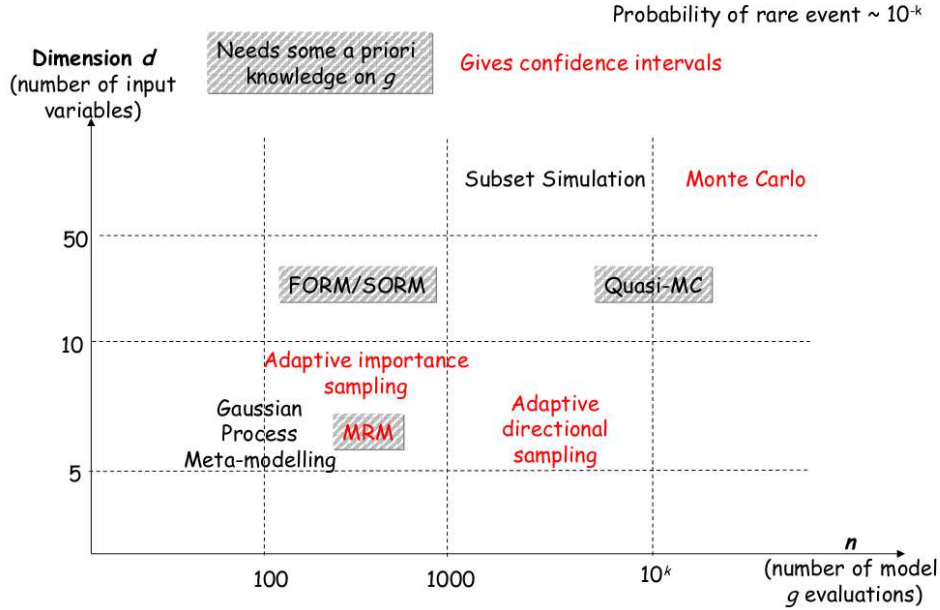 Probability of rare event ~ 10⁻ᵏ
Dimension d
(number of input
variables)
Needs some a priori
knowledge on g
Gives confidence intervals
Subset Simulation
Monte Carlo
50
FORM/SORM
Quasi-MC
10
Adaptive importance
sampling
Gaussian
Process
Meta-modelling
MRM
Adaptive
directional
sampling
5
100
1000
10ᵏ
n
(number of model
g evaluations)